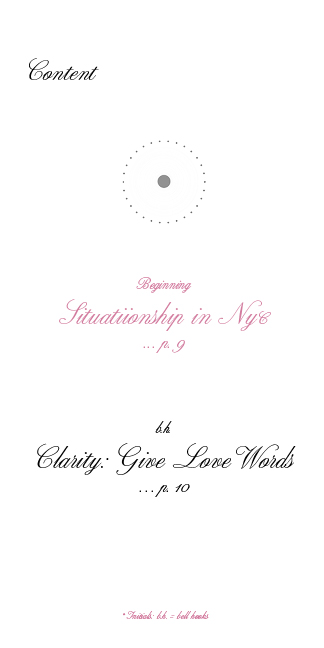 Content
Beginning
Situatiionship in Nyc
... p. 9
b.h
Clarity: Give Love Words
... p. 10
*Initials: b.h. = bell hooks